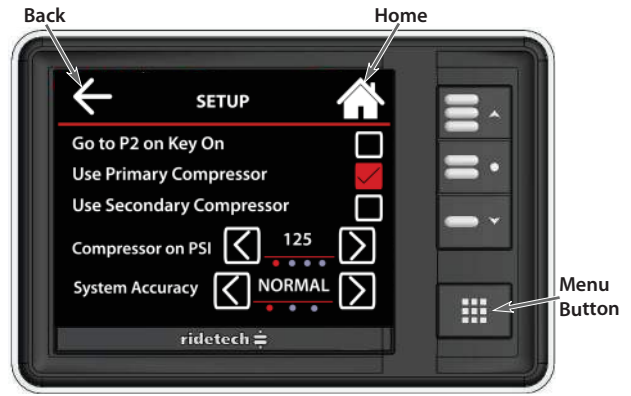 Back
Home
SETUP
Go to P2 on Key On
Use Primary Compressor
Use Secondary Compressor
Compressor on PSI 125
System Accuracy NORMAL
ridetech
Menu
Button